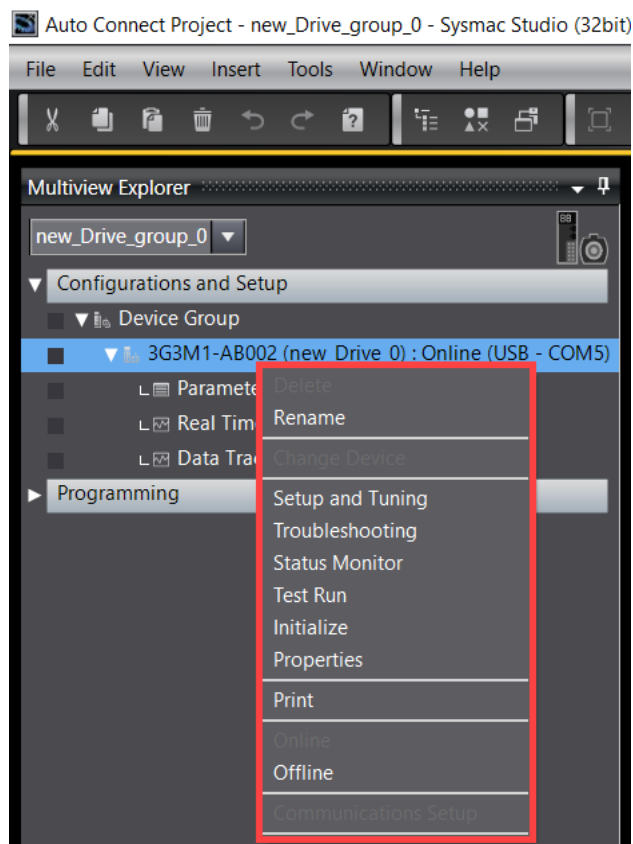 Auto Connect Project - new_Drive_group_0 - Sysmac Studio (32bit)
File Edit View Insert Tools Window Help
Multiview Explorer
new_Drive_group_0
Configurations and Setup
Device Group
3G3M1-AB002 (new_Drive_0) : Online (USB - COM5)
Paramete
Real Tim
Data Tra
Programming
Delete
Rename
Change Device
Setup and Tuning
Troubleshooting
Status Monitor
Test Run
Initialize
Properties
Print
Online
Offline
Communications Setup